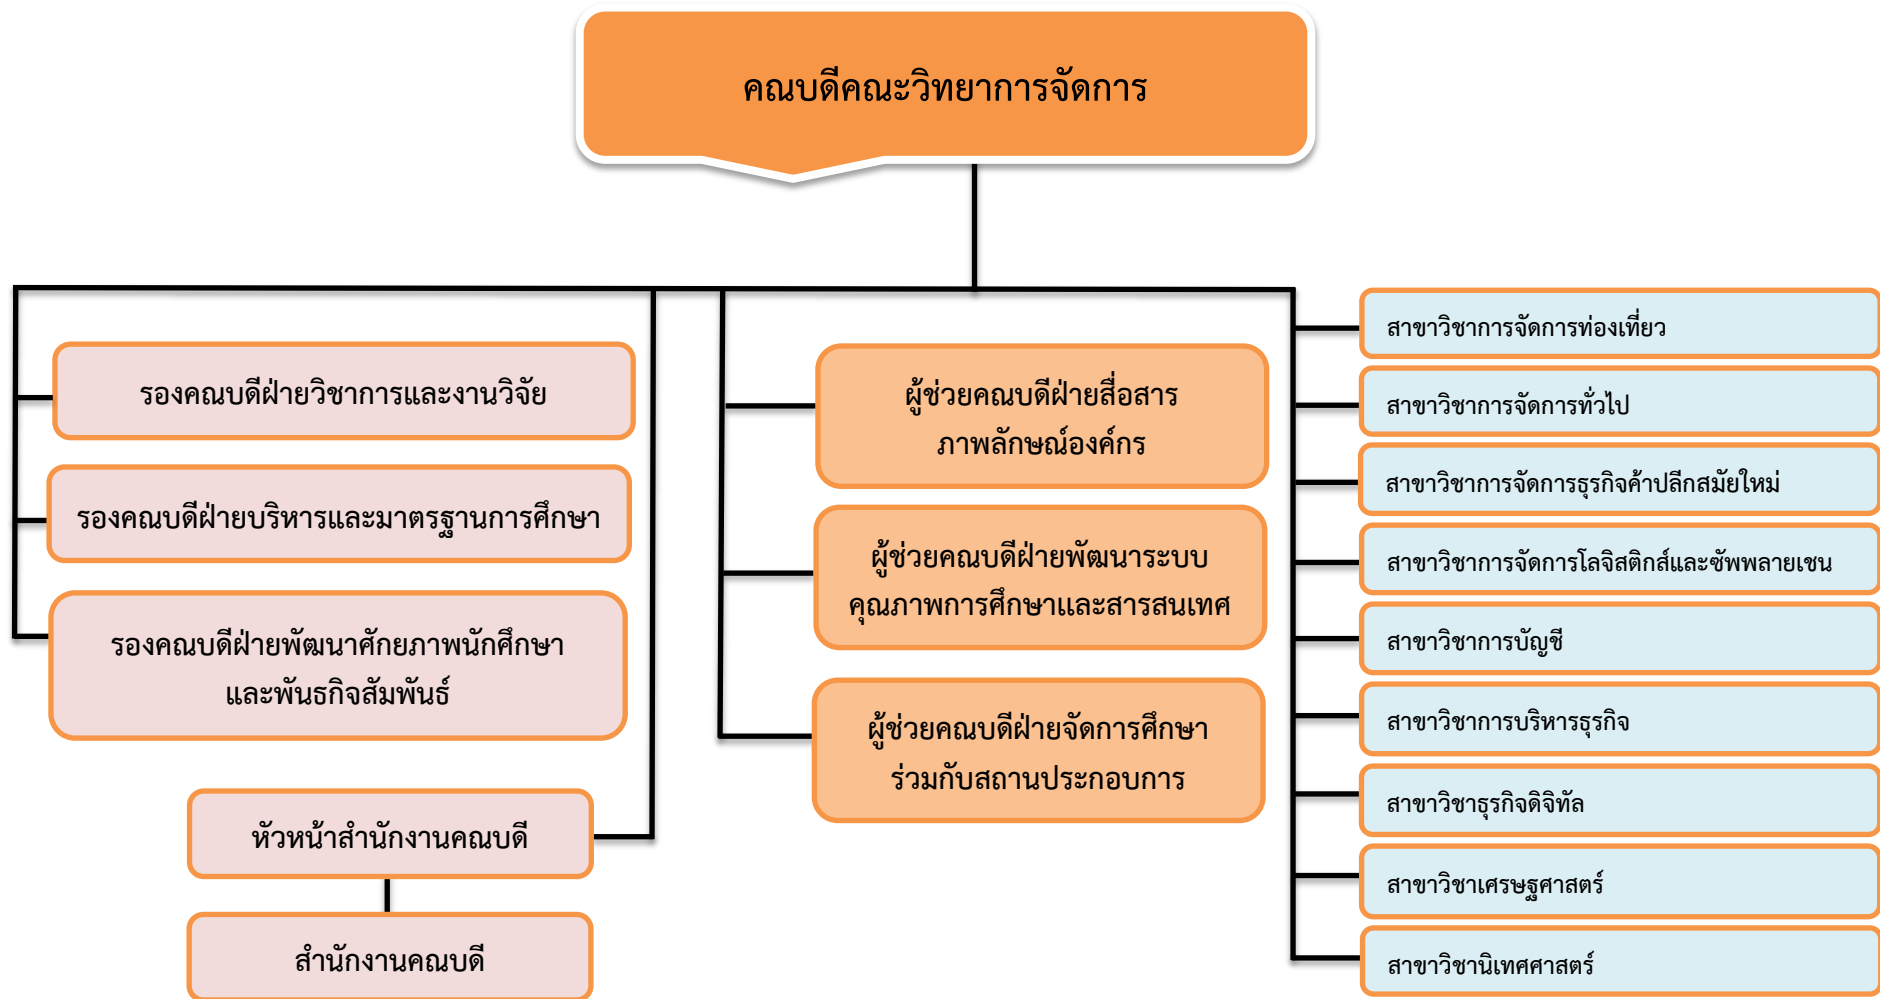 คณบดีคณะวิทยาการจัดการ
รองคณบดีฝ่ายวิชาการและงานวิจัย
รองคณบดีฝ่ายบริหารและมาตรฐานการศึกษา
รองคณบดีฝ่ายพัฒนาศักยภาพนักศึกษา
และพันธกิจสัมพันธ์
หัวหน้าสำนักงานคณบดี
สำนักงานคณบดี
ผู้ช่วยคณบดีฝ่ายสื่อสาร
ภาพลักษณ์องค์กร
ผู้ช่วยคณบดีฝ่ายพัฒนาระบบ
คุณภาพการศึกษาและสารสนเทศ
ผู้ช่วยคณบดีฝ่ายจัดการศึกษา
ร่วมกับสถานประกอบการ
สาขาวิชาการจัดการท่องเที่ยว
สาขาวิชาการจัดการทั่วไป
สาขาวิชาการจัดการธุรกิจค้าปลีกสมัยใหม่
สาขาวิชาการจัดการโลจิสติกส์และซัพพลายเชน
สาขาวิชาการบัญชี
สาขาวิชาการบริหารธุรกิจ
สาขาวิชาธุรกิจดิจิทัล
สาขาวิชาเศรษฐศาสตร์
สาขาวิชานิเทศศาสตร์